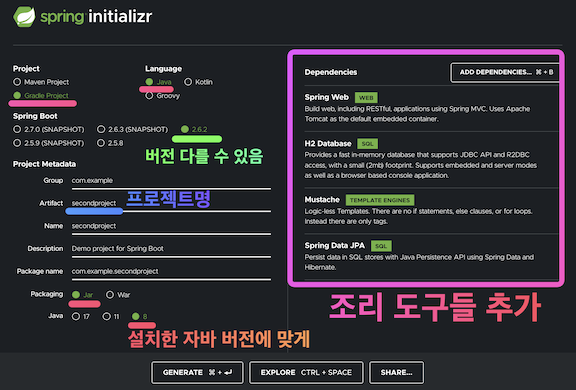 spring initializr
Project
Maven Project
Gradle Project
Language
Java
Kotlin
Groovy
Spring Boot
2.7.0 (SNAPSHOT)
2.6.3 (SNAPSHOT)
2.6.2
2.5.9 (SNAPSHOT)
2.5.8
버전 다를 수 있음
Project Metadata
Group com.example
Artifact secondproject
프로젝트명
Name secondproject
Description Demo project for Spring Boot
Package name com.example.secondproject
Packaging Jar War
Java 17 11 8
설치한 자바 버전에 맞게
Dependencies
ADD DEPENDENCIES... ⌘ + B
Spring Web WEB
Build web, including RESTful, applications using Spring MVC. Uses Apache
Tomcat as the default embedded container.
H2 Database SQL
Provides a fast in-memory database that supports JDBC API and R2DBC
access, with a small (2mb) footprint. Supports embedded and server modes
as well as a browser based console application.
Mustache TEMPLATE ENGINES
Logic-less Templates. There are no if statements, else clauses, or for loops.
Instead there are only tags.
Spring Data JPA SQL
Persist data in SQL stores with Java Persistence API using Spring Data and
Hibernate.
조리 도구들 추가
GENERATE ⌘ + ↵
EXPLORE CTRL + SPACE
SHARE...